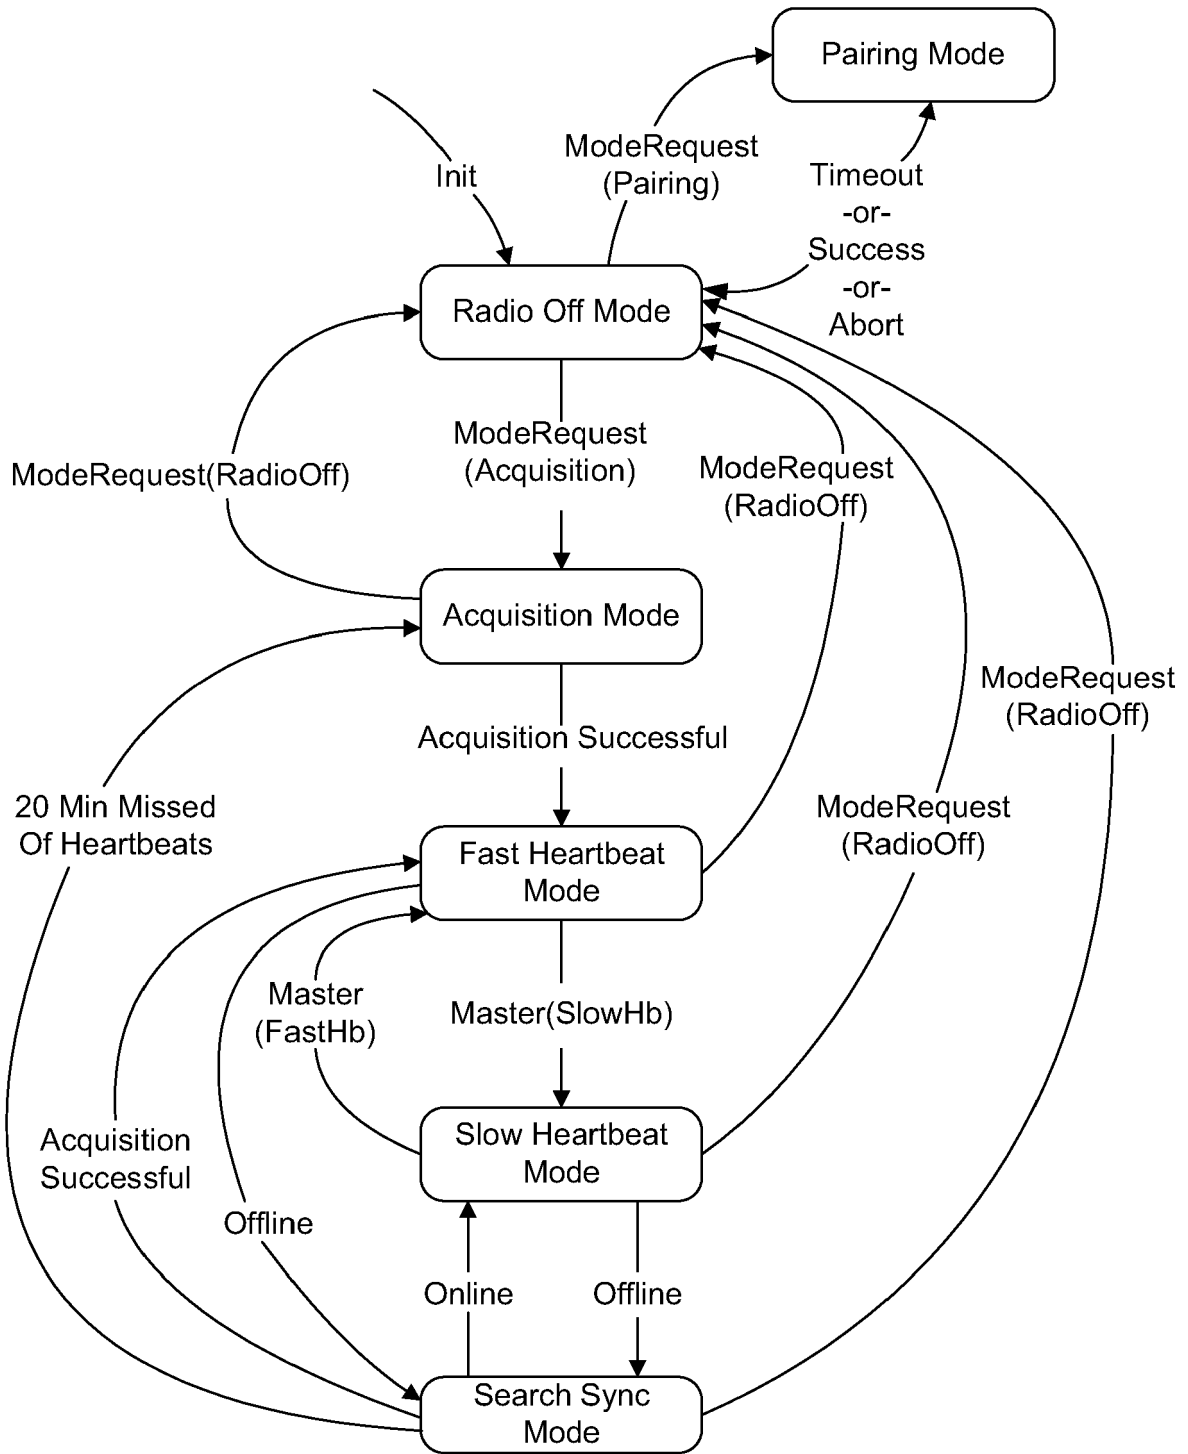 Pairing Mode
ModeRequest
(Pairing)
Init
Timeout
-or-
Success
-or-
Abort
Radio Off Mode
ModeRequest
(Acquisition)
ModeRequest(RadioOff)
ModeRequest
(RadioOff)
Acquisition Mode
ModeRequest
(RadioOff)
Acquisition Successful
20 Min Missed
Of Heartbeats
ModeRequest
(RadioOff)
Fast Heartbeat
Mode
Master
(FastHb)
Master(SlowHb)
Acquisition
Successful
Slow Heartbeat
Mode
Offline
Online
Offline
Search Sync
Mode